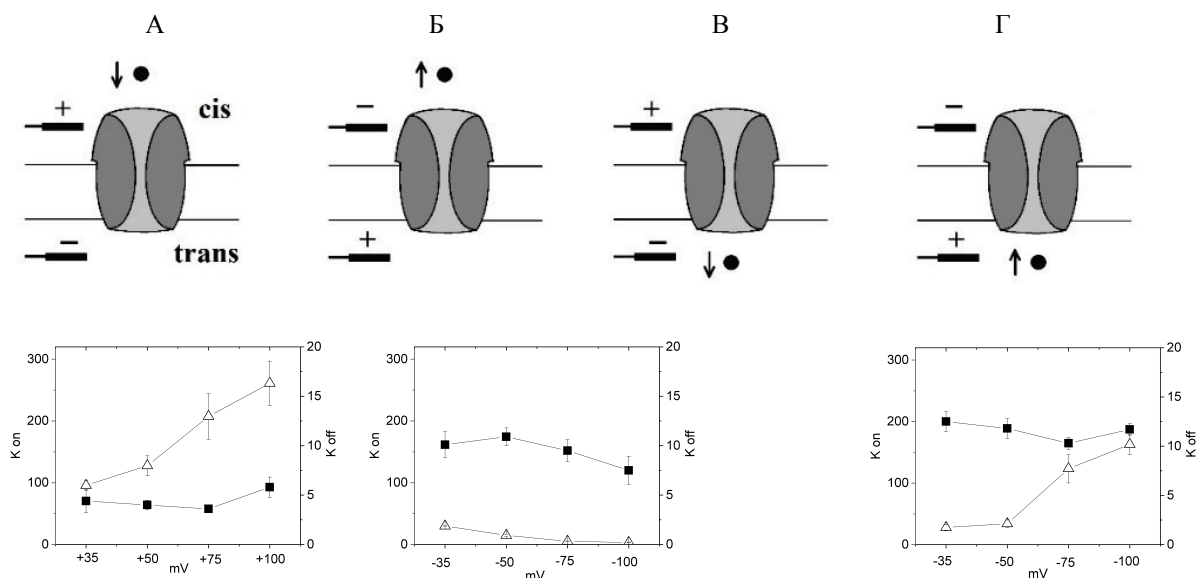 А Б В Г
+ cis
− trans
−
+
+
−
−
+
300 200 100 0
K on
20 15 10 5 0
K off
+35 +50 +75 +100
mV
300 200 100 0
K on
20 15 10 5 0
K off
-35 -50 -75 -100
mV
300 200 100 0
K on
20 15 10 5 0
K off
-35 -50 -75 -100
mV